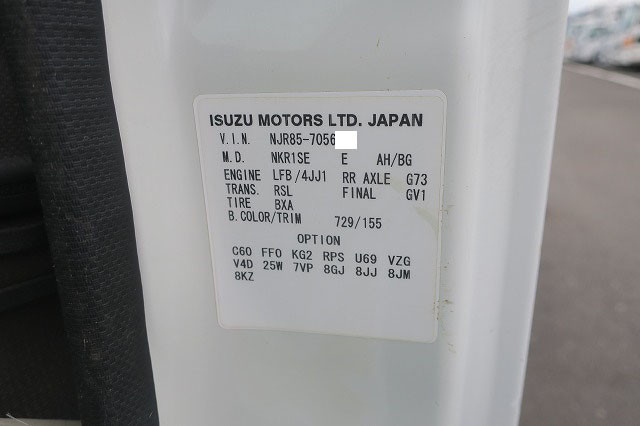 ISUZU MOTORS LTD. JAPAN
V.I.N. NJR85-7056
M.D. NKR1SE E AH/BG
ENGINE LFB/4JJ1 RR AXLE G73
TRANS. RSL FINAL GV1
TIRE BXA
B.COLOR/TRIM 729/155
OPTION
C60 FF0 KG2 RPS U69 VZG
V4D 25W 7VP 8GJ 8JJ 8JM
8KZ